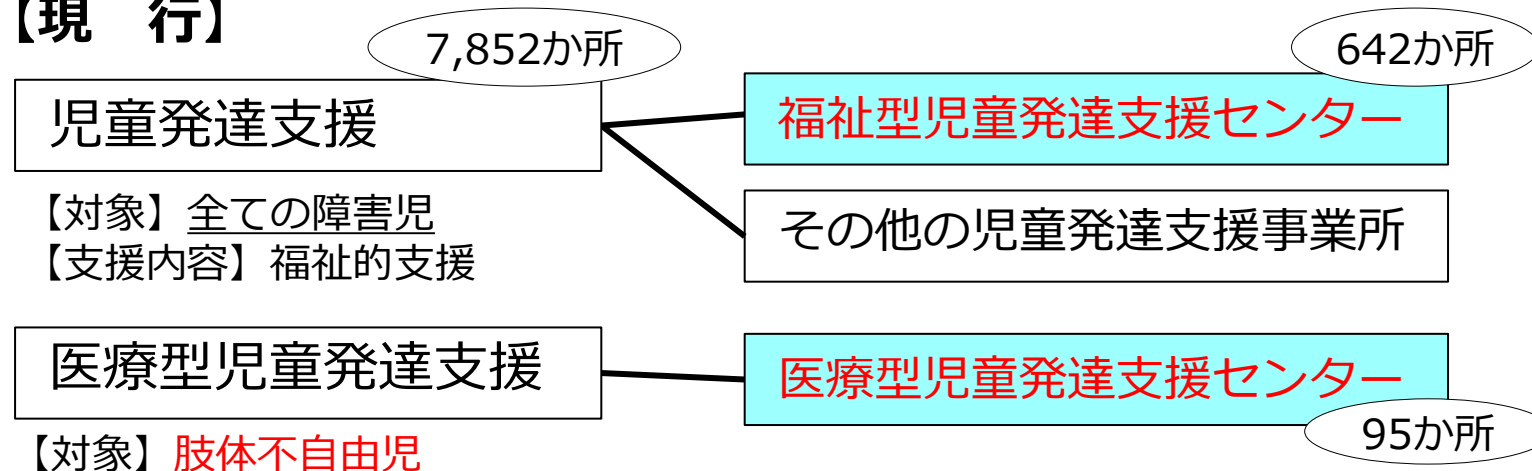 【現　行】
7,852か所
642か所
児童発達支援
福祉型児童発達支援センター
【対象】全ての障害児
【支援内容】福祉的支援
その他の児童発達支援事業所
医療型児童発達支援
医療型児童発達支援センター
95か所
【対象】肢体不自由児